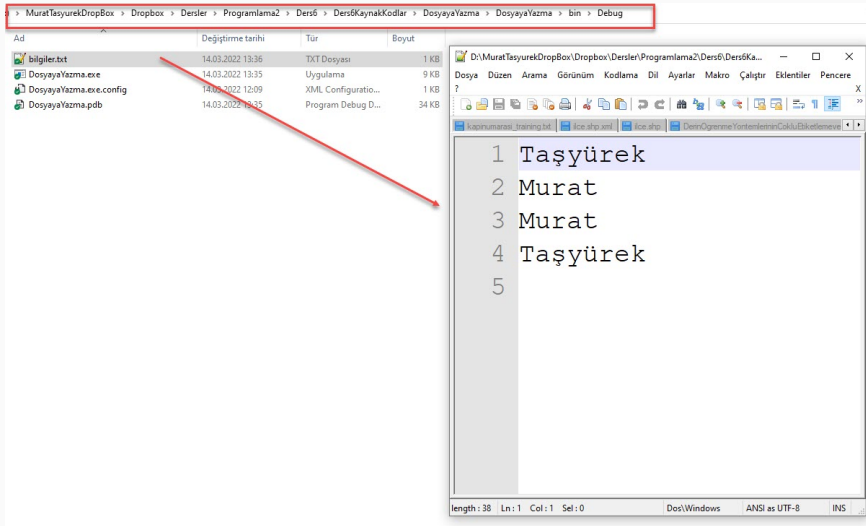 > MuratTasyurekDropBox > Dropbox > Dersler > Programlama2 > Ders6 > Ders6KaynakKodlar > DosyayaYazma > DosyayaYazma > bin > Debug
Ad Değiştirme tarihi Tür Boyut
bilgiler.txt 14.03.2022 13:36 TXT Dosyası 1 KB
DosyayaYazma.exe 14.03.2022 13:35 Uygulama 9 KB
DosyayaYazma.exe.config 14.03.2022 12:09 XML Configuratio... 1 KB
DosyayaYazma.pdb 14.03.2022 13:35 Program Debug D... 34 KB
D:\MuratTasyurekDropBox\Dropbox\Dersler\Programlama2\Ders6\Ders6Ka...
Dosya Düzen Arama Görünüm Kodlama Dil Ayarlar Makro Çalıştır Eklentiler Pencere
? X
kapinumarasi_training.txt ilce.shp.xml ilce.shp DerinOgrenmeYontemlerininCokluEtiketlemeve
1 Taşyürek
2 Murat
3 Murat
4 Taşyürek
5
length : 38 Ln : 1 Col : 1 Sel : 0 Dos\Windows ANSI as UTF-8 INS